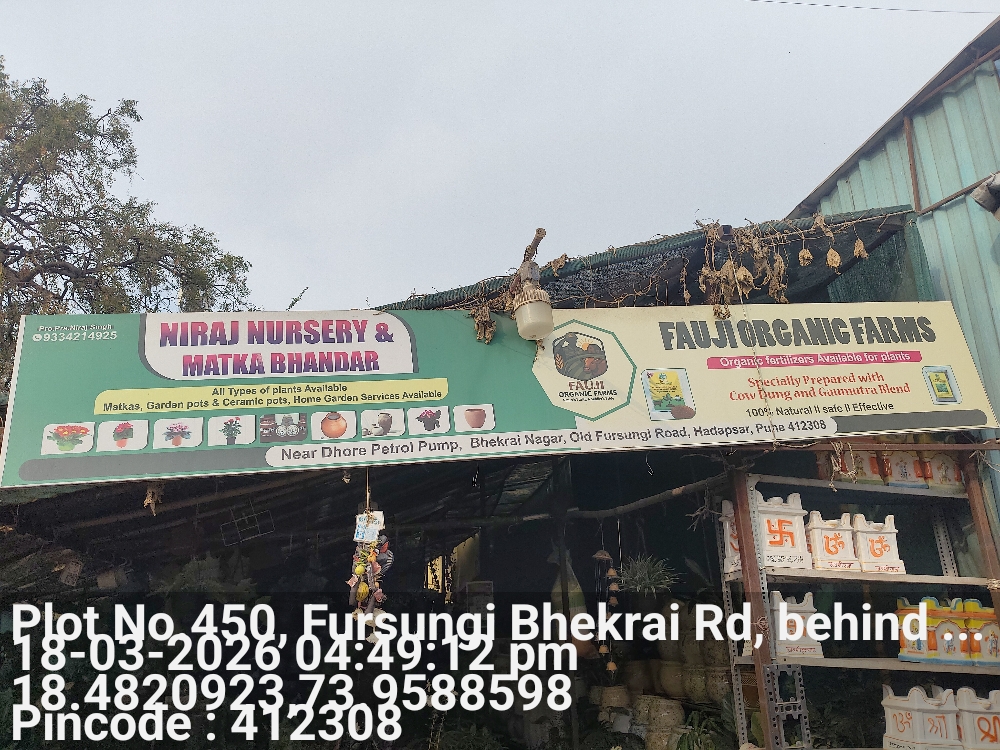 Pro.Pra.Niraj Singh
9334214925
NIRAJ NURSERY &
MATKA BHANDAR
All Types of plants Available
Matkas, Garden pots & Ceramic pots, Home Garden Services Available
FAUJI
ORGANIC FARMS
FAUJI ORGANIC FARMS
Organic fertilizers Available for plants
Specially Prepared with
Cow Dung and Gaumutra Blend
100% Natural ll safe ll Effective
Near Dhore Petrol Pump, Bhekrai Nagar, Old Fursungi Road, Hadapsar, Pune 412308
ॐ
ॐ
ॐ
श्री
Plot No 450, Fursungi Bhekrai Rd, behind ...
18-03-2026 04:49:12 pm
18.4820923,73.9588598
Pincode : 412308